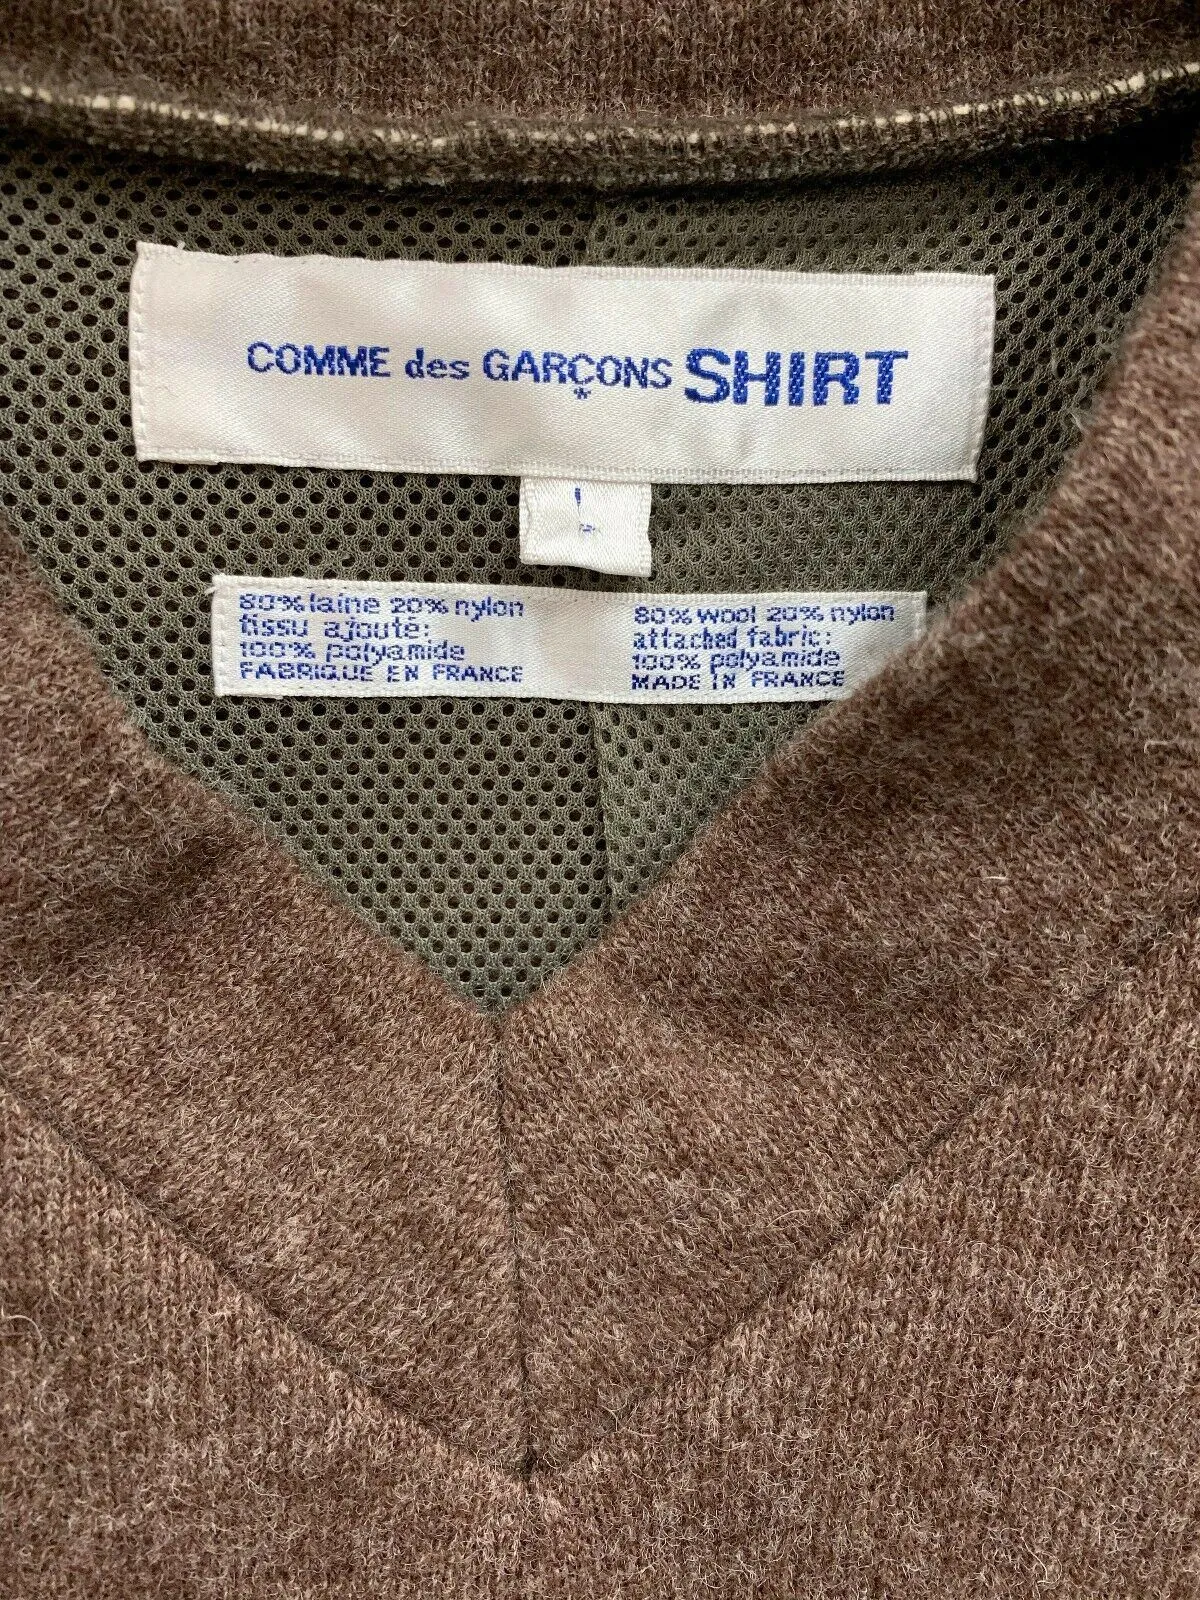 COMME des GARÇONS SHIRT
*
80% laine 20% nylon
tissu ajouté:
100% polyamide
FABRIQUE EN FRANCE
80% wool 20% nylon
attached fabric:
100% polyamide
MADE IN FRANCE